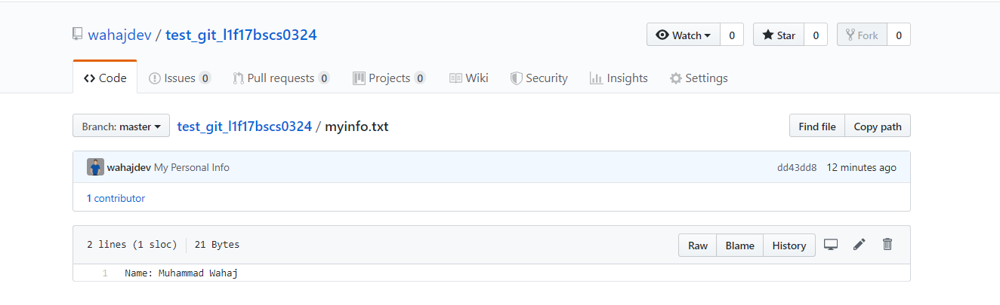 wahajdev / test_git_l1f17bscs0324
Watch 0 Star 0 Fork 0
Code Issues 0 Pull requests 0 Projects 0 Wiki Security Insights Settings
Branch: master test_git_l1f17bscs0324 / myinfo.txt Find file Copy path
wahajdev My Personal Info dd43dd8 12 minutes ago
1 contributor
2 lines (1 sloc) 21 Bytes Raw Blame History
1 Name: Muhammad Wahaj